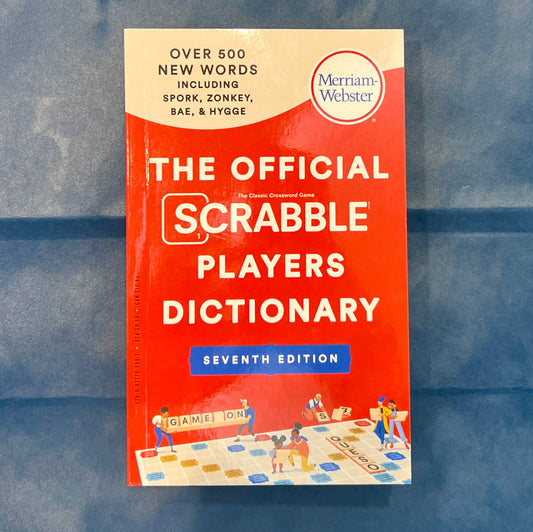 OVER 500
NEW WORDS
INCLUDING
SPORK, ZONKEY,
BAE, & HYGGE
Merriam-
Webster
®
THE OFFICIAL
The Classic Crossword Game
SCRABBLE
1
PLAYERS
DICTIONARY
SEVENTH EDITION
GAME ON